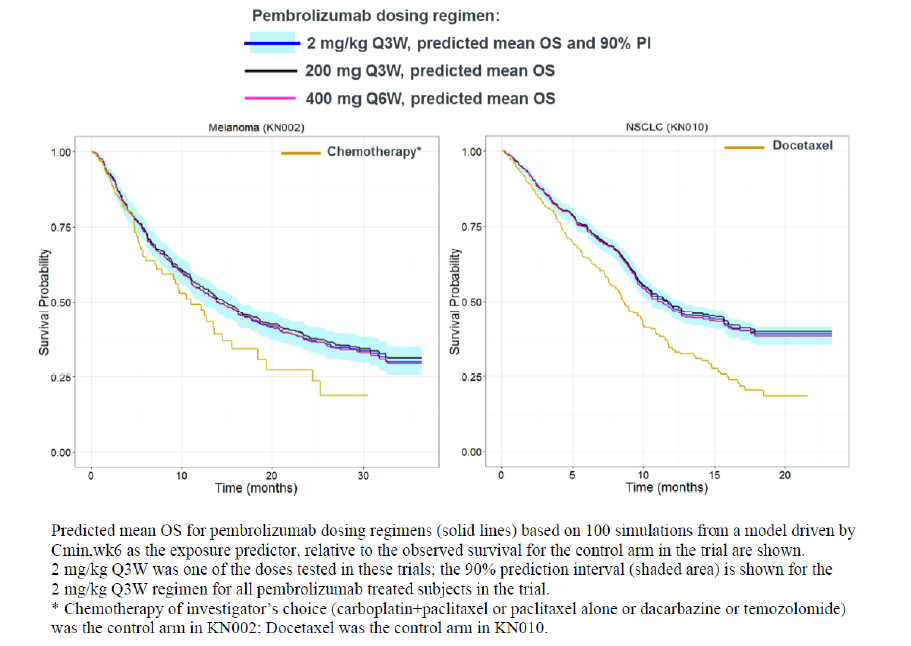 Pembrolizumab dosing regimen:
2 mg/kg Q3W, predicted mean OS and 90% PI
200 mg Q3W, predicted mean OS
400 mg Q6W, predicted mean OS
Melanoma (KN002)
Chemotherapy*
1.00
0.75
0.50
0.25
0.00
Survival Probability
0 10 20 30
Time (months)
NSCLC (KN010)
Docetaxel
1.00
0.75
0.50
0.25
0.00
Survival Probability
0 5 10 15 20
Time (months)
Predicted mean OS for pembrolizumab dosing regimens (solid lines) based on 100 simulations from a model driven by
Cmin,wk6 as the exposure predictor, relative to the observed survival for the control arm in the trial are shown.
2 mg/kg Q3W was one of the doses tested in these trials; the 90% prediction interval (shaded area) is shown for the
2 mg/kg Q3W regimen for all pembrolizumab treated subjects in the trial.
* Chemotherapy of investigator's choice (carboplatin+paclitaxel or paclitaxel alone or dacarbazine or temozolomide)
was the control arm in KN002; Docetaxel was the control arm in KN010.